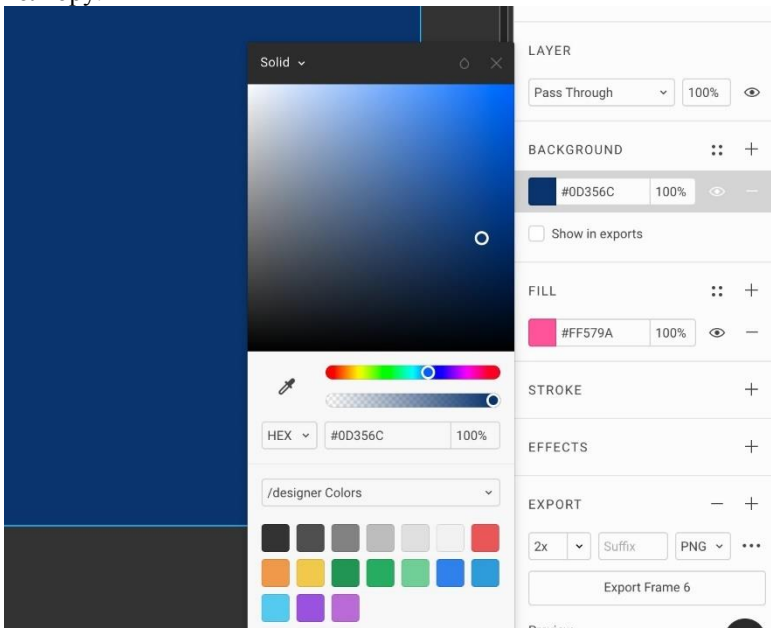 Solid
#0D356C
HEX
#0D356C
100%
/designer Colors
LAYER
Pass Through
100%
BACKGROUND
#0D356C
100%
Show in exports
FILL
#FF579A
100%
STROKE
EFFECTS
EXPORT
2x
Suffix
PNG
Export Frame 6